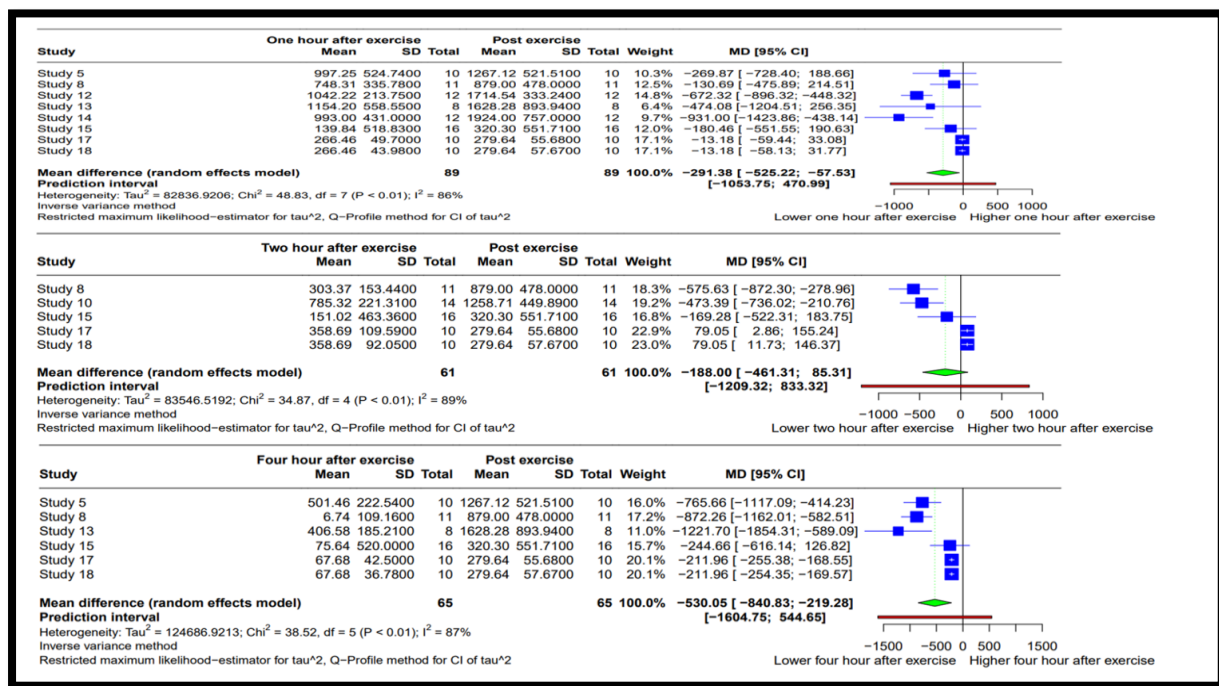 One hour after exercise Post exercise
Study Mean SD Total Mean SD Total Weight MD [95% CI]
Study 5 997.25 524.7400 10 1267.12 521.5100 10 10.3% −269.87 [ −728.40; 188.66]
Study 8 748.31 335.7800 11 879.00 478.0000 11 12.5% −130.69 [ −475.89; 214.51]
Study 12 1042.22 213.7500 12 1714.54 333.2400 12 14.8% −672.32 [ −896.32; −448.32]
Study 13 1154.20 558.5500 8 1628.28 893.9400 8 6.4% −474.08 [−1204.51; 256.35]
Study 14 993.00 431.0000 12 1924.00 757.0000 12 9.7% −931.00 [−1423.86; −438.14]
Study 15 139.84 518.8300 16 320.30 551.7100 16 12.0% −180.46 [ −551.55; 190.63]
Study 17 266.46 49.7000 10 279.64 55.6800 10 17.1% −13.18 [ −59.44; 33.08]
Study 18 266.46 43.9800 10 279.64 57.6700 10 17.1% −13.18 [ −58.13; 31.77]
Mean difference (random effects model) 89 89 100.0% −291.38 [ −525.22; −57.53]
Prediction interval [−1053.75; 470.99]
Heterogeneity: Tau² = 82836.9206; Chi² = 48.83, df = 7 (P < 0.01); I² = 86%
Inverse variance method −1000 0 500 1000
Restricted maximum likelihood−estimator for tau^2, Q−Profile method for CI of tau^2 Lower one hour after exercise Higher one hour after exercise
Two hour after exercise Post exercise
Study Mean SD Total Mean SD Total Weight MD [95% CI]
Study 8 303.37 153.4400 11 879.00 478.0000 11 18.3% −575.63 [ −872.30; −278.96]
Study 10 785.32 221.3100 14 1258.71 449.8900 14 19.2% −473.39 [ −736.02; −210.76]
Study 15 151.02 463.3600 16 320.30 551.7100 16 16.8% −169.28 [ −522.31; 183.75]
Study 17 358.69 109.5900 10 279.64 55.6800 10 22.9% 79.05 [ 2.86; 155.24]
Study 18 358.69 92.0500 10 279.64 57.6700 10 23.0% 79.05 [ 11.73; 146.37]
Mean difference (random effects model) 61 61 100.0% −188.00 [ −461.31; 85.31]
Prediction interval [−1209.32; 833.32]
Heterogeneity: Tau² = 83546.5192; Chi² = 34.87, df = 4 (P < 0.01); I² = 89%
Inverse variance method −1000 −500 0 500 1000
Restricted maximum likelihood−estimator for tau^2, Q−Profile method for CI of tau^2 Lower two hour after exercise Higher two hour after exercise
Four hour after exercise Post exercise
Study Mean SD Total Mean SD Total Weight MD [95% CI]
Study 5 501.46 222.5400 10 1267.12 521.5100 10 16.0% −765.66 [−1117.09; −414.23]
Study 8 6.74 109.1600 11 879.00 478.0000 11 17.2% −872.26 [−1162.01; −582.51]
Study 13 406.58 185.2100 8 1628.28 893.9400 8 11.0% −1221.70 [−1854.31; −589.09]
Study 15 75.64 520.0000 16 320.30 551.7100 16 15.7% −244.66 [ −616.14; 126.82]
Study 17 67.68 42.5000 10 279.64 55.6800 10 20.1% −211.96 [ −255.38; −168.55]
Study 18 67.68 36.7800 10 279.64 57.6700 10 20.1% −211.96 [ −254.35; −169.57]
Mean difference (random effects model) 65 65 100.0% −530.05 [ −840.83; −219.28]
Prediction interval [−1604.75; 544.65]
Heterogeneity: Tau² = 124686.9213; Chi² = 38.52, df = 5 (P < 0.01); I² = 87%
Inverse variance method −1500 −500 0 500 1500
Restricted maximum likelihood−estimator for tau^2, Q−Profile method for CI of tau^2 Lower four hour after exercise Higher four hour after exercise